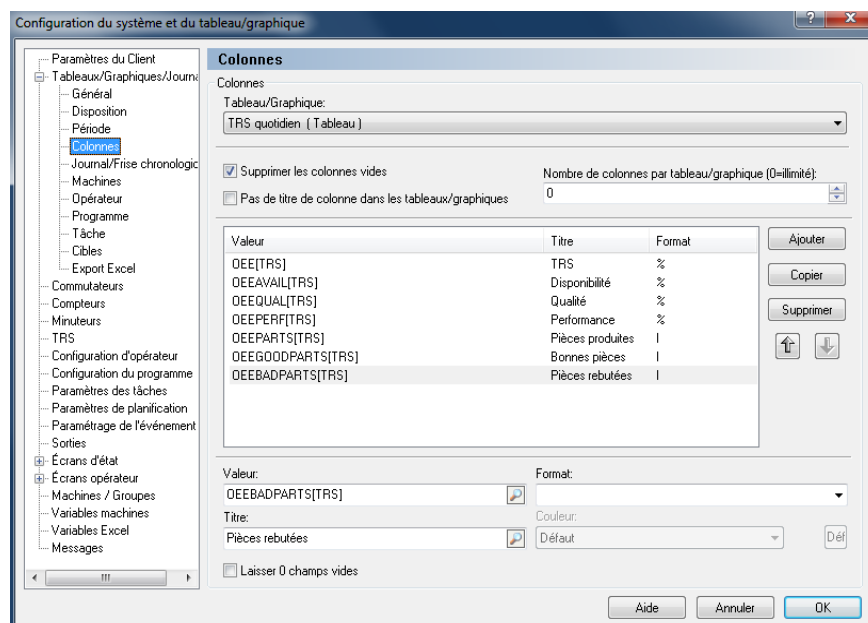 Configuration du système et du tableau/graphique
Paramètres du Client
Tableaux/Graphiques/Journa
Général
Disposition
Période
Colonnes
Journal/Frise chronologic
Machines
Opérateur
Programme
Tâche
Cibles
Export Excel
Commutateurs
Compteurs
Minuteurs
TRS
Configuration d'opérateur
Configuration du programme
Paramètres des tâches
Paramètres de planification
Paramétrage de l'événement
Sorties
Écrans d'état
Écrans opérateur
Machines / Groupes
Variables machines
Variables Excel
Messages
Colonnes
Colonnes
Tableau/Graphique:
TRS quotidien ( Tableau )
Supprimer les colonnes vides
Pas de titre de colonne dans les tableaux/graphiques
Nombre de colonnes par tableau/graphique (0=illimité):
0
Valeur Titre Format
OEE[TRS] TRS %
OEEAVAIL[TRS] Disponibilité %
OEEQUAL[TRS] Qualité %
OEEPERF[TRS] Performance %
OEEPARTS[TRS] Pièces produites I
OEEGOODPARTS[TRS] Bonnes pièces I
OEEBADPARTS[TRS] Pièces rebutées I
Ajouter
Copier
Supprimer
Valeur: Format:
OEEBADPARTS[TRS]
Titre: Couleur:
Pièces rebutées Défaut Déf
Laisser 0 champs vides
Aide Annuler OK